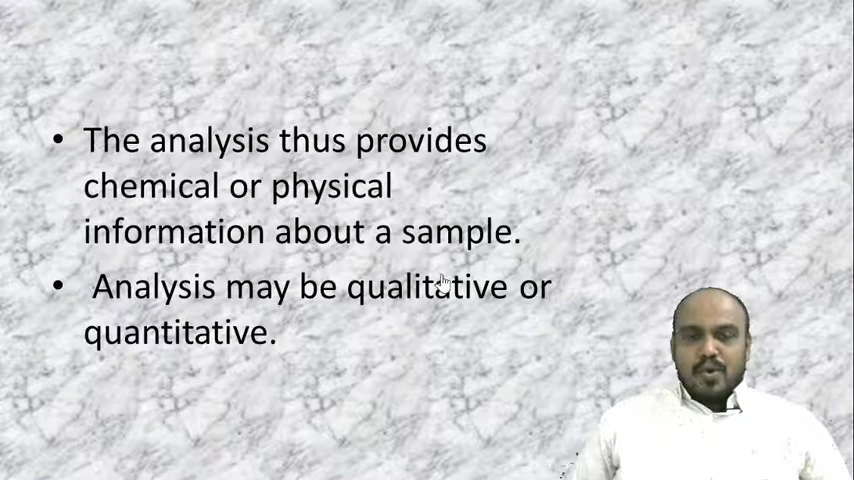 • The analysis thus provides
chemical or physical
information about a sample.
• Analysis may be qualitative or
quantitative.